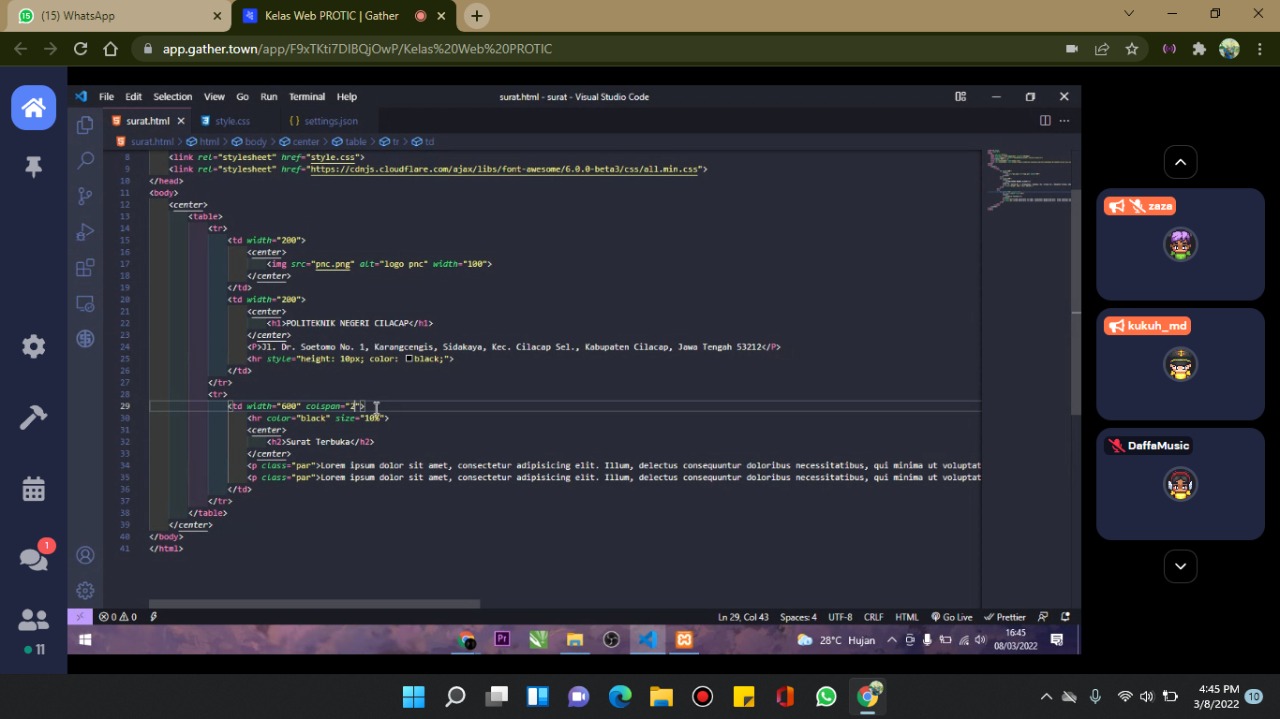 (15) WhatsApp
Kelas Web PROTIC | Gather
app.gather.town/app/F9xTKti7DIBQjOwP/Kelas%20Web%20PROTIC
File Edit Selection View Go Run Terminal Help
surat.html - surat - Visual Studio Code
surat.html
style.css
settings.json
surat.html > html > body > center > table > tr > td
8 <link rel="stylesheet" href="style.css">
9 <link rel="stylesheet" href="https://cdnjs.cloudflare.com/ajax/libs/font-awesome/6.0.0-beta3/css/all.min.css">
10 </head>
11 <body>
12 <center>
13 <table>
14 <tr>
15 <td width="200">
16 <center>
17 <img src="pnc.png" alt="logo pnc" width="100">
18 </center>
19 </td>
20 <td width="200">
21 <center>
22 <h1>POLITEKNIK NEGERI CILACAP</h1>
23 </center>
24 <P>Jl. Dr. Soetomo No. 1, Karangcengis, Sidakaya, Kec. Cilacap Sel., Kabupaten Cilacap, Jawa Tengah 53212</P>
25 <hr style="height: 10px; color: black;">
26 </td>
27 </tr>
28 <tr>
29 <td width="600" colspan="2">
30 <hr color="black" size="10%">
31 <center>
32 <h2>Surat Terbuka</h2>
33 </center>
34 <p class="par">Lorem ipsum dolor sit amet, consectetur adipisicing elit. Illum, delectus consequuntur doloribus necessitatibus, qui minima ut voluptat
35 <p class="par">Lorem ipsum dolor sit amet, consectetur adipisicing elit. Illum, delectus consequuntur doloribus necessitatibus, qui minima ut voluptat
36 </td>
37 </tr>
38 </table>
39 </center>
40 </body>
41 </html>
0 0
Ln 29, Col 43 Spaces: 4 UTF-8 CRLF HTML Go Live Prettier
28°C Hujan
16:45
08/03/2022
zaza
kukuh_md
DaffaMusic
1
11
4:45 PM
3/8/2022
10